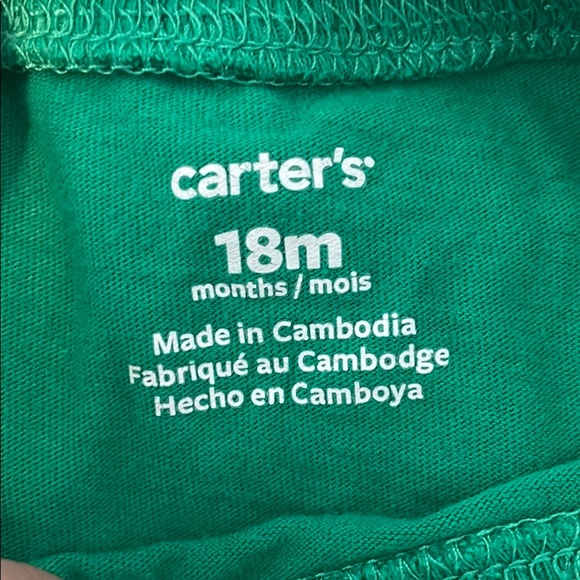 carter's
18m
months / mois
Made in Cambodia
Fabriqué au Cambodge
Hecho en Camboya